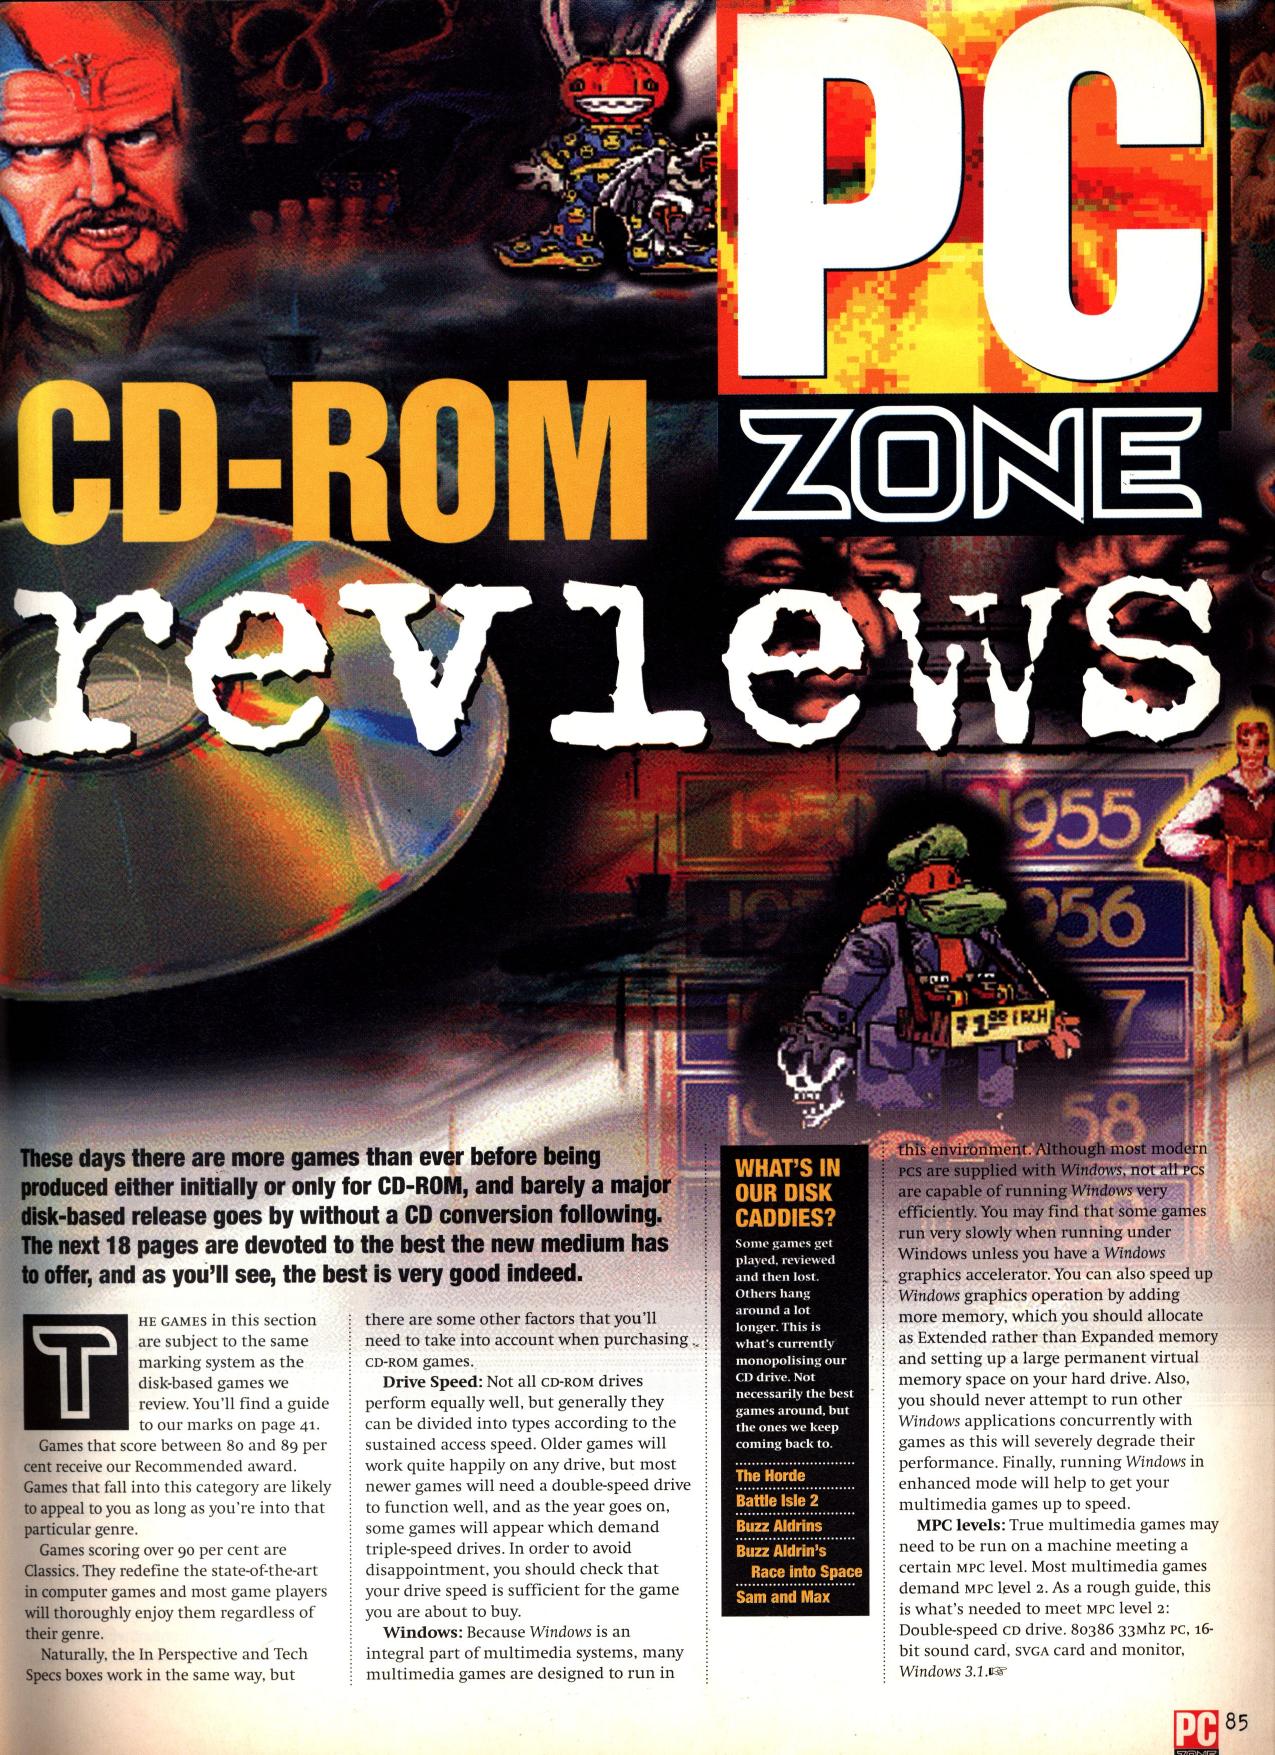 PC
ZONE
CD-ROM
reviews
1955
956
7
58
$1.00 EACH
These days there are more games than ever before being
produced either initially or only for CD-ROM, and barely a major
disk-based release goes by without a CD conversion following.
The next 18 pages are devoted to the best the new medium has
to offer, and as you'll see, the best is very good indeed.
THE GAMES in this section
are subject to the same
marking system as the
disk-based games we
review. You'll find a guide
to our marks on page 41.
Games that score between 80 and 89 per
cent receive our Recommended award.
Games that fall into this category are likely
to appeal to you as long as you're into that
particular genre.
Games scoring over 90 per cent are
Classics. They redefine the state-of-the-art
in computer games and most game players
will thoroughly enjoy them regardless of
their genre.
Naturally, the In Perspective and Tech
Specs boxes work in the same way, but
there are some other factors that you'll
need to take into account when purchasing
CD-ROM games.
Drive Speed: Not all CD-ROM drives
perform equally well, but generally they
can be divided into types according to the
sustained access speed. Older games will
work quite happily on any drive, but most
newer games will need a double-speed drive
to function well, and as the year goes on,
some games will appear which demand
triple-speed drives. In order to avoid
disappointment, you should check that
your drive speed is sufficient for the game
you are about to buy.
Windows: Because Windows is an
integral part of multimedia systems, many
multimedia games are designed to run in
WHAT'S IN
OUR DISK
CADDIES?
Some games get
played, reviewed
and then lost.
Others hang
around a lot
longer. This is
what's currently
monopolising our
CD drive. Not
necessarily the best
games around, but
the ones we keep
coming back to.
The Horde
Battle Isle 2
Buzz Aldrins
Buzz Aldrin's
Race into Space
Sam and Max
this environment. Although most modern
PCs are supplied with Windows, not all PCs
are capable of running Windows very
efficiently. You may find that some games
run very slowly when running under
Windows unless you have a Windows
graphics accelerator. You can also speed up
Windows graphics operation by adding
more memory, which you should allocate
as Extended rather than Expanded memory
and setting up a large permanent virtual
memory space on your hard drive. Also,
you should never attempt to run other
Windows applications concurrently with
games as this will severely degrade their
performance. Finally, running Windows in
enhanced mode will help to get your
multimedia games up to speed.
MPC levels: True multimedia games may
need to be run on a machine meeting a
certain MPC level. Most multimedia games
demand MPC level 2. As a rough guide, this
is what's needed to meet MPC level 2:
Double-speed CD drive. 80386 33Mhz PC, 16-
bit sound card, SVGA card and monitor,
Windows 3.1.☞
PC ZONE 85